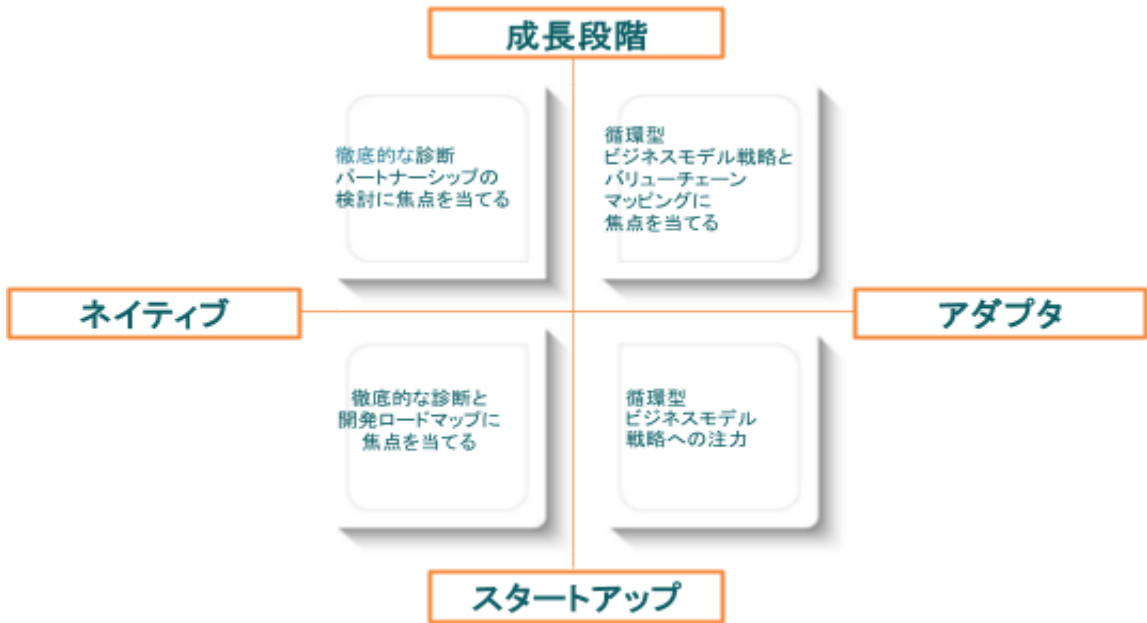 成長段階
徹底的な診断
パートナーシップの
検討に焦点を当てる
循環型
ビジネスモデル戦略と
バリューチェーン
マッピングに
焦点を当てる
ネイティブ
アダプタ
徹底的な診断と
開発ロードマップに
焦点を当てる
循環型
ビジネスモデル
戦略への注力
スタートアップ